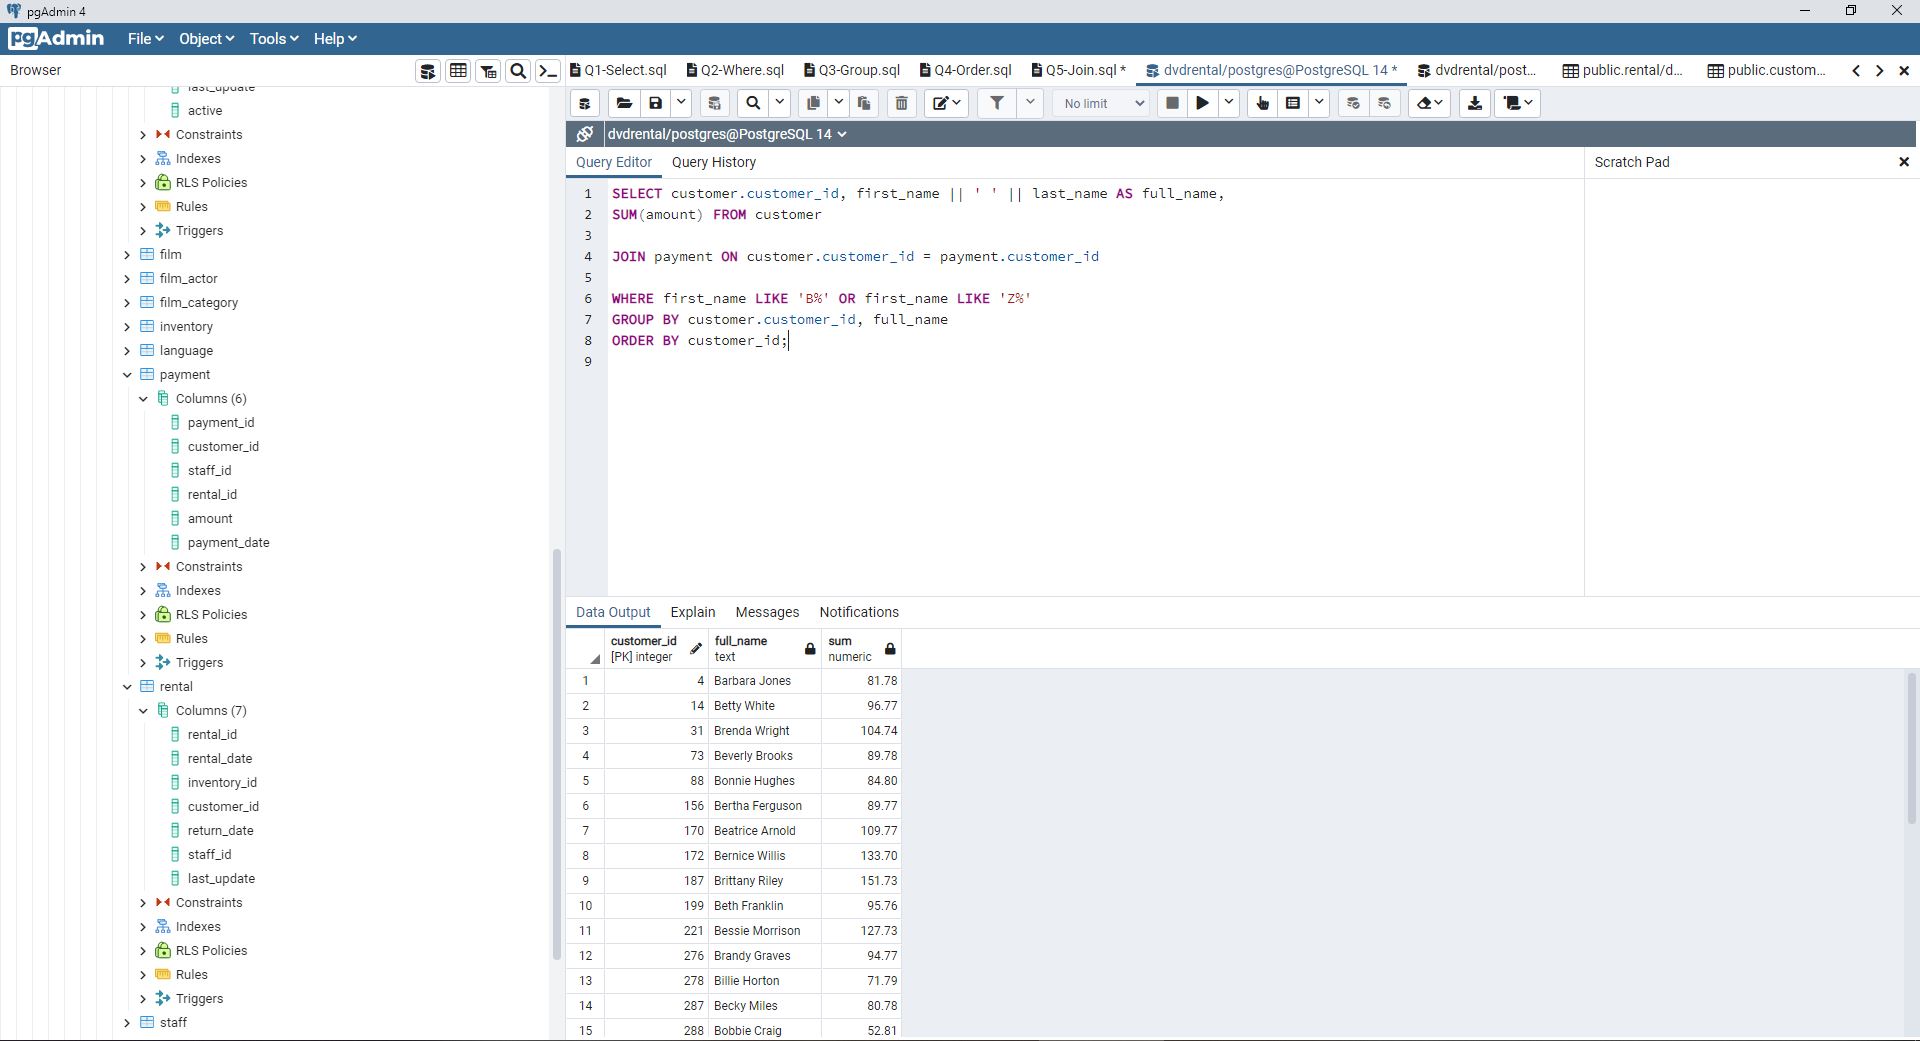 pgAdmin 4
pgAdmin File Object Tools Help
Browser
Q1-Select.sql Q2-Where.sql Q3-Group.sql Q4-Order.sql Q5-Join.sql * dvdrental/postgres@PostgreSQL 14 * dvdrental/post... public.rental/d... public.custom...
last_update
active
Constraints
Indexes
RLS Policies
Rules
Triggers
film
film_actor
film_category
inventory
language
payment
Columns (6)
payment_id
customer_id
staff_id
rental_id
amount
payment_date
Constraints
Indexes
RLS Policies
Rules
Triggers
rental
Columns (7)
rental_id
rental_date
inventory_id
customer_id
return_date
staff_id
last_update
Constraints
Indexes
RLS Policies
Rules
Triggers
staff
No limit
dvdrental/postgres@PostgreSQL 14
Query Editor Query History
Scratch Pad
1 SELECT customer.customer_id, first_name || ' ' || last_name AS full_name,
2 SUM(amount) FROM customer
3
4 JOIN payment ON customer.customer_id = payment.customer_id
5
6 WHERE first_name LIKE 'B%' OR first_name LIKE 'Z%'
7 GROUP BY customer.customer_id, full_name
8 ORDER BY customer_id;
9
Data Output Explain Messages Notifications
customer_id full_name sum
[PK] integer text numeric
1 4 Barbara Jones 81.78
2 14 Betty White 96.77
3 31 Brenda Wright 104.74
4 73 Beverly Brooks 89.78
5 88 Bonnie Hughes 84.80
6 156 Bertha Ferguson 89.77
7 170 Beatrice Arnold 109.77
8 172 Bernice Willis 133.70
9 187 Brittany Riley 151.73
10 199 Beth Franklin 95.76
11 221 Bessie Morrison 127.73
12 276 Brandy Graves 94.77
13 278 Billie Horton 71.79
14 287 Becky Miles 80.78
15 288 Bobbie Craig 52.81